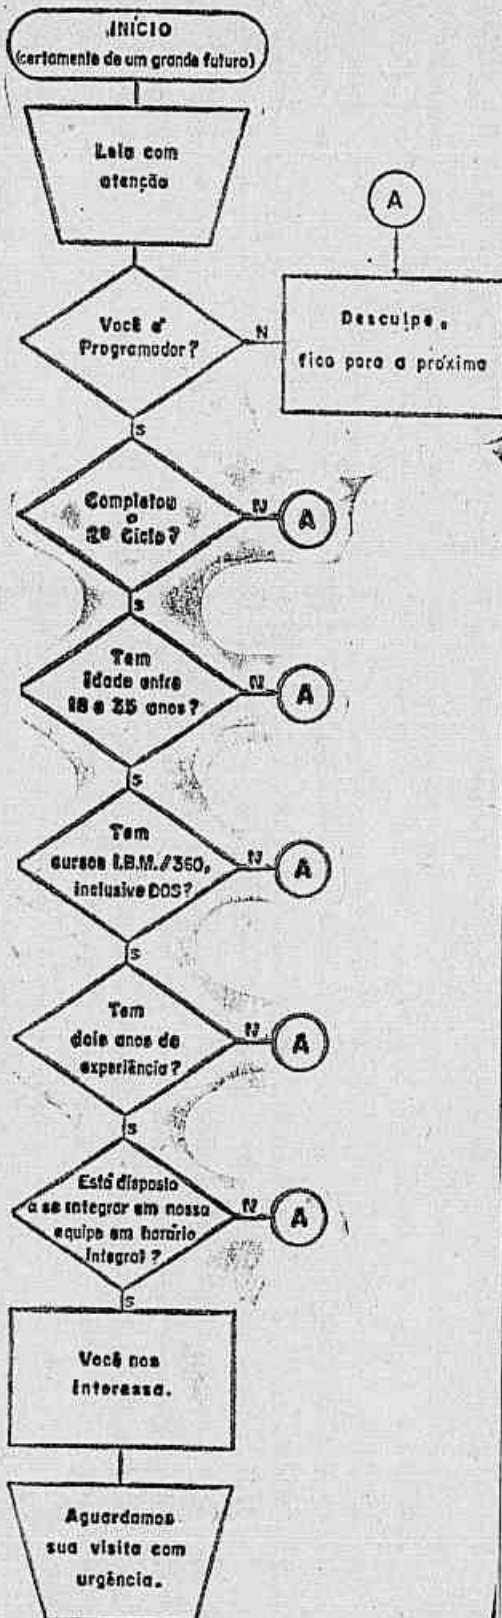 INÍCIO
(certamente de um grande futuro)
Leia com
atenção
A
Você é
Programador?
N
Desculpe,
fica para a próxima
S
Completou
o
2º Ciclo?
N
A
S
Tem
idade entre
18 e 35 anos?
N
A
S
Tem
cursos I.B.M./360,
inclusive DOS?
N
A
S
Tem
dois anos de
experiência?
N
A
S
Está disposto
a se integrar em nossa
equipe em horário
integral?
N
A
S
Você nos
interessa.
Aguardamos
sua visita com
urgência.